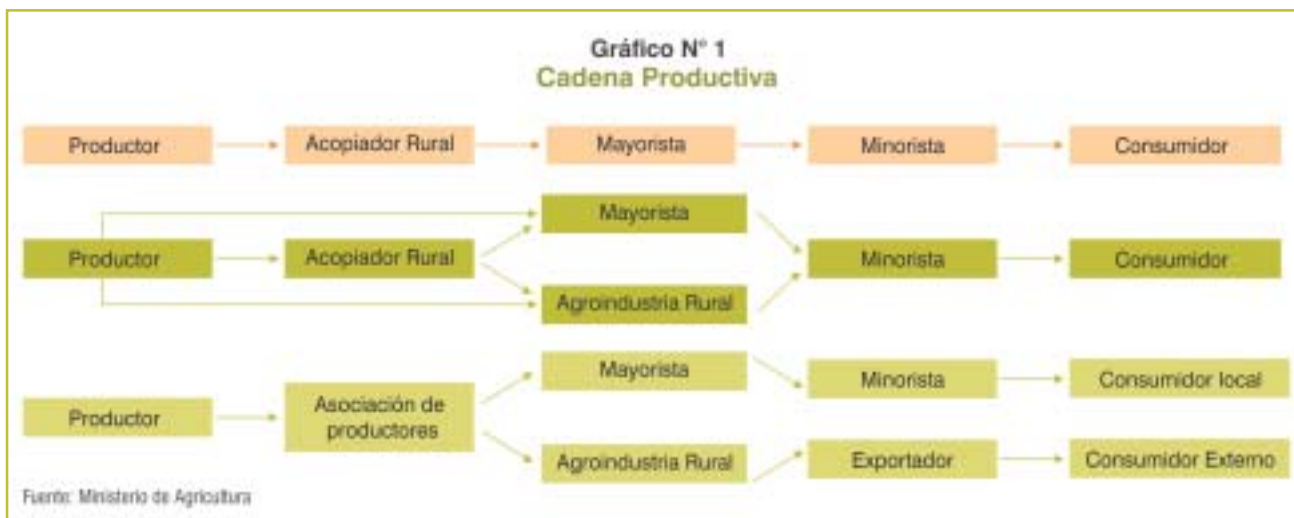 Gráfico N° 1
Cadena Productiva
Productor
Acopiador Rural
Mayorista
Minorista
Consumidor
Mayorista
Productor
Acopiador Rural
Minorista
Consumidor
Agroindustria Rural
Mayorista
Minorista
Consumidor local
Productor
Asociación de
productores
Agroindustria Rural
Exportador
Consumidor Externo
Fuente: Ministerio de Agricultura